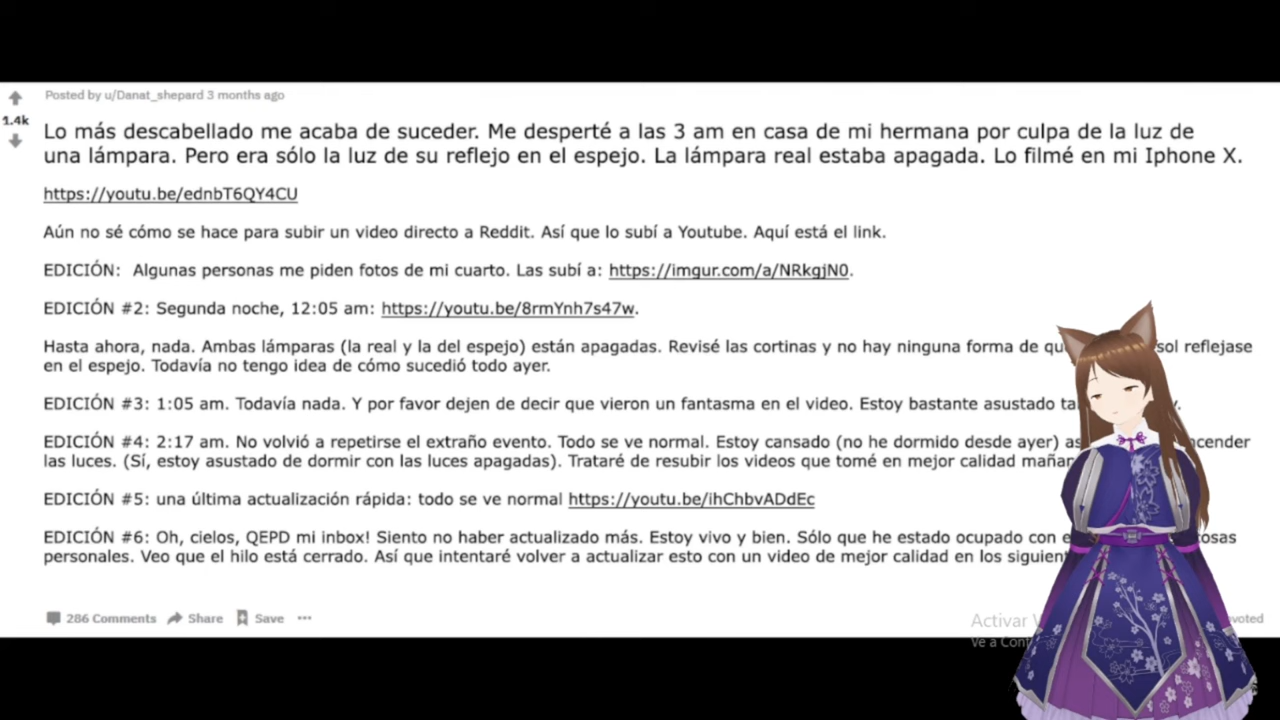 Posted by u/Danat_shepard 3 months ago
1.4k
Lo más descabellado me acaba de suceder. Me desperté a las 3 am en casa de mi hermana por culpa de la luz de
una lámpara. Pero era sólo la luz de su reflejo en el espejo. La lámpara real estaba apagada. Lo filmé en mi Iphone X.
https://youtu.be/ednbT6QY4CU
Aún no sé cómo se hace para subir un video directo a Reddit. Así que lo subí a Youtube. Aquí está el link.
EDICIÓN: Algunas personas me piden fotos de mi cuarto. Las subí a: https://imgur.com/a/NRkgjN0.
EDICIÓN #2: Segunda noche, 12:05 am: https://youtu.be/8rmYnh7s47w.
Hasta ahora, nada. Ambas lámparas (la real y la del espejo) están apagadas. Revisé las cortinas y no hay ninguna forma de sol reflejase
en el espejo. Todavía no tengo idea de cómo sucedió todo ayer.
EDICIÓN #3: 1:05 am. Todavía nada. Y por favor dejen de decir que vieron un fantasma en el video. Estoy bastante asustado
EDICIÓN #4: 2:17 am. No volvió a repetirse el extraño evento. Todo se ve normal. Estoy cansado (no he dormido desde ayer)
las luces. (Sí, estoy asustado de dormir con las luces apagadas). Trataré de resubir los videos que tomé en mejor calidad
EDICIÓN #5: una última actualización rápida: todo se ve normal https://youtu.be/ihChbvADdEc
EDICIÓN #6: Oh, cielos, QEPD mi inbox! Siento no haber actualizado más. Estoy vivo y bien. Sólo que he estado ocupado con cosas
personales. Veo que el hilo está cerrado. Así que intentaré volver a actualizar esto con un video de mejor calidad en los
286 Comments Share Save
Activar
Ve a